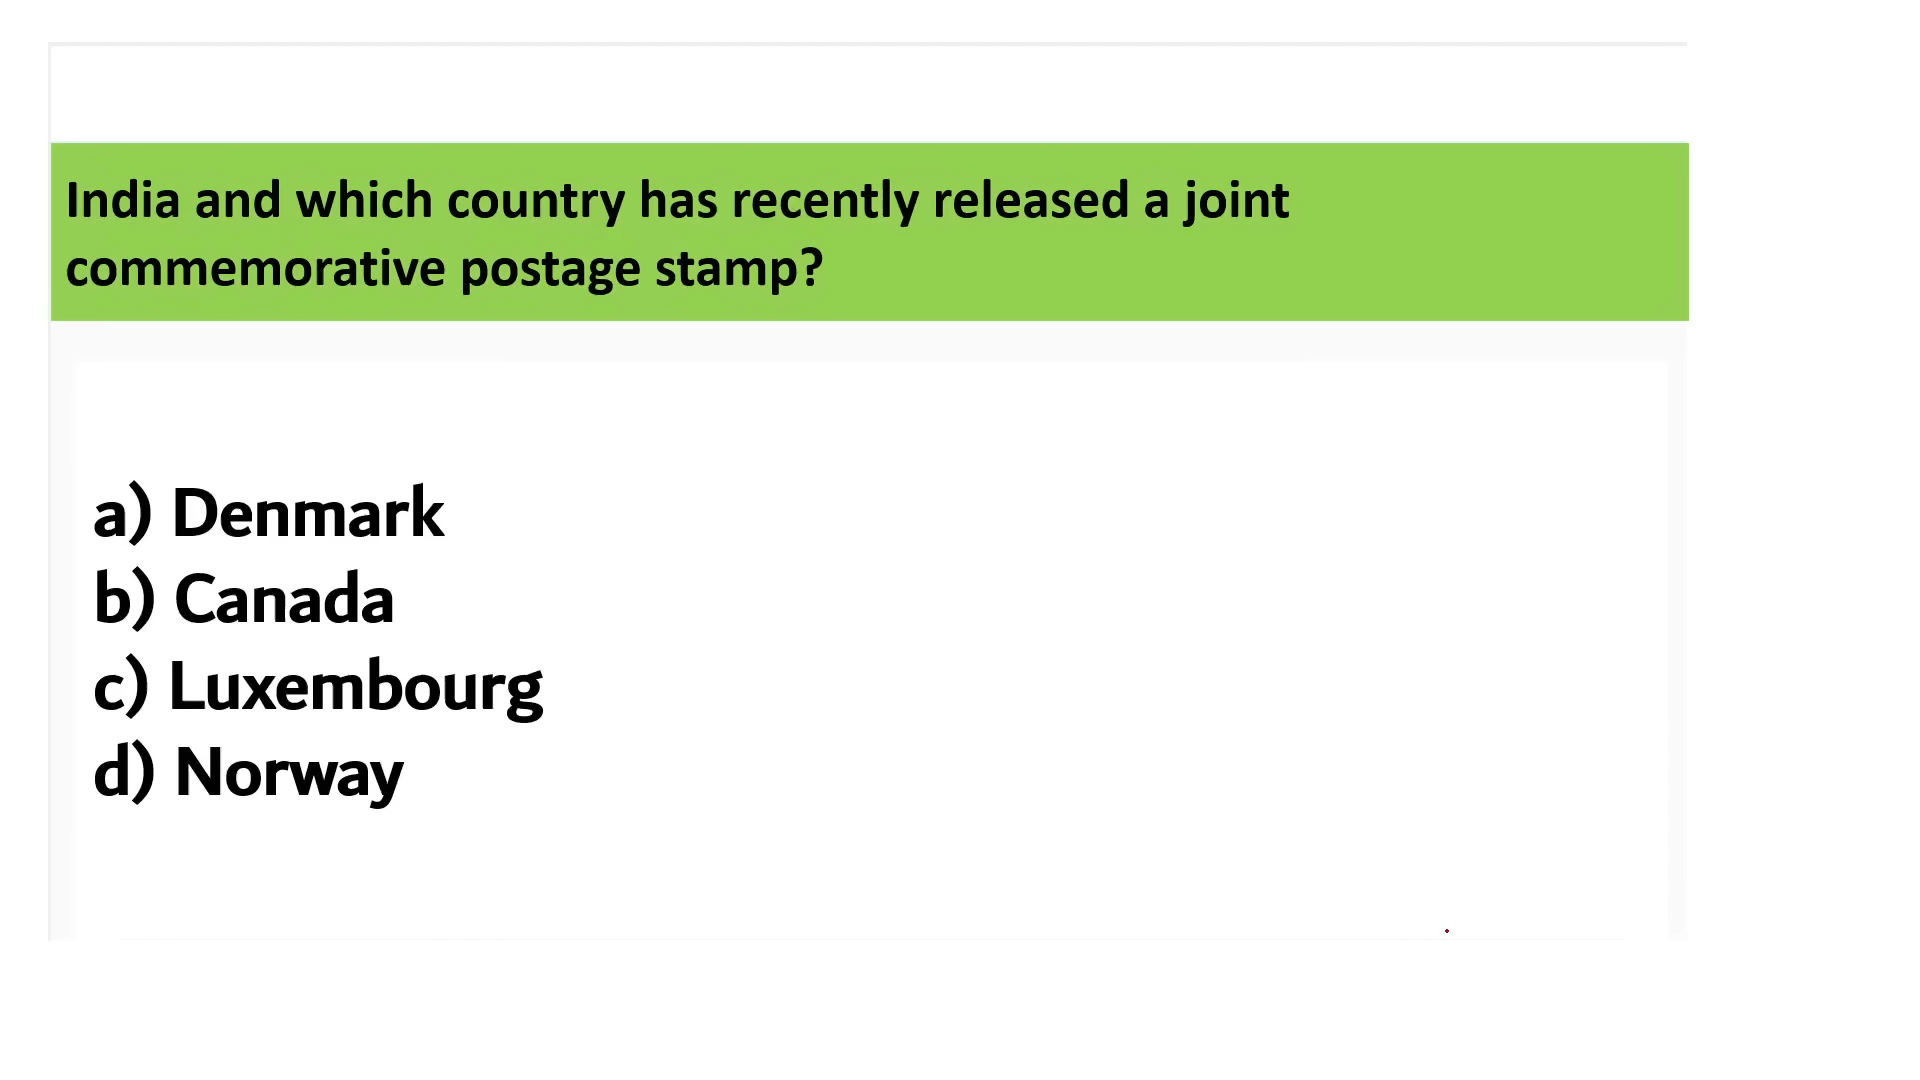 India and which country has recently released a joint
commemorative postage stamp?
a) Denmark
b) Canada
c) Luxembourg
d) Norway